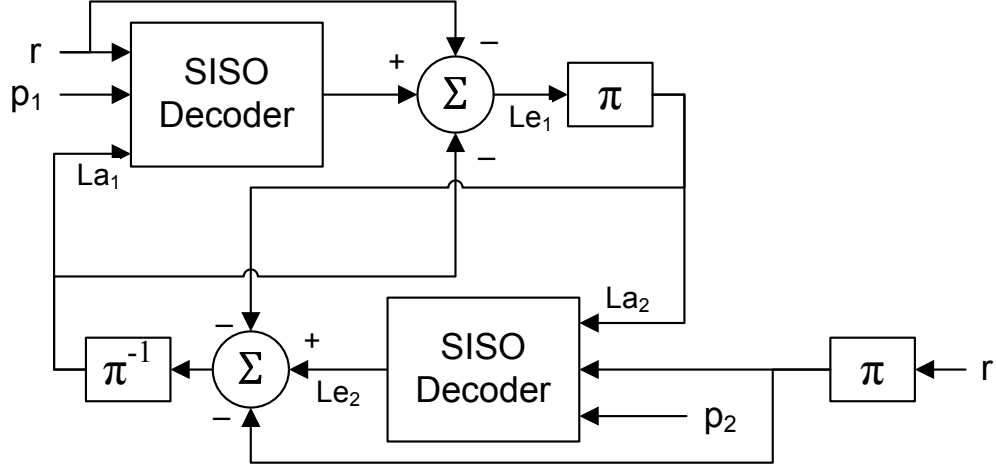 r
p₁
La₁
SISO
Decoder
+
–
–
Σ
Le₁
π
La₂
SISO
Decoder
π
r
p₂
–
+
Σ
Le₂
–
π⁻¹